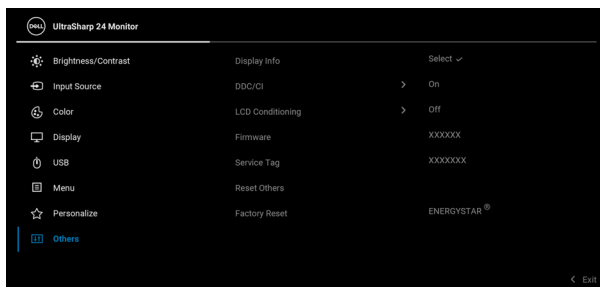 DELL UltraSharp 24 Monitor
Brightness/Contrast Display Info Select ✓
Input Source DDC/CI > On
Color LCD Conditioning > Off
Display Firmware XXXXXX
USB Service Tag XXXXXXX
Menu Reset Others
Personalize Factory Reset ENERGYSTAR ®
Others
< Exit